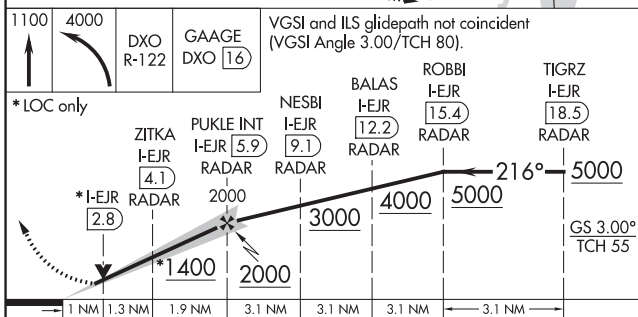 1100
4000
DXO
R-122
GAAGE
DXO 16
VGSI and ILS glidepath not coincident
(VGSI Angle 3.00/TCH 80).
* LOC only
*I-EJR
2.8
ZITKA
I-EJR
4.1
RADAR
PUKLE INT
I-EJR 5.9
RADAR
2000
NESBI
I-EJR
9.1
RADAR
BALAS
I-EJR
12.2
RADAR
ROBBI
I-EJR
15.4
RADAR
TIGRZ
I-EJR
18.5
RADAR
*1400
2000
3000
4000
5000
216°
5000
GS 3.00°
TCH 55
1 NM
1.3 NM
1.9 NM
3.1 NM
3.1 NM
3.1 NM
3.1 NM